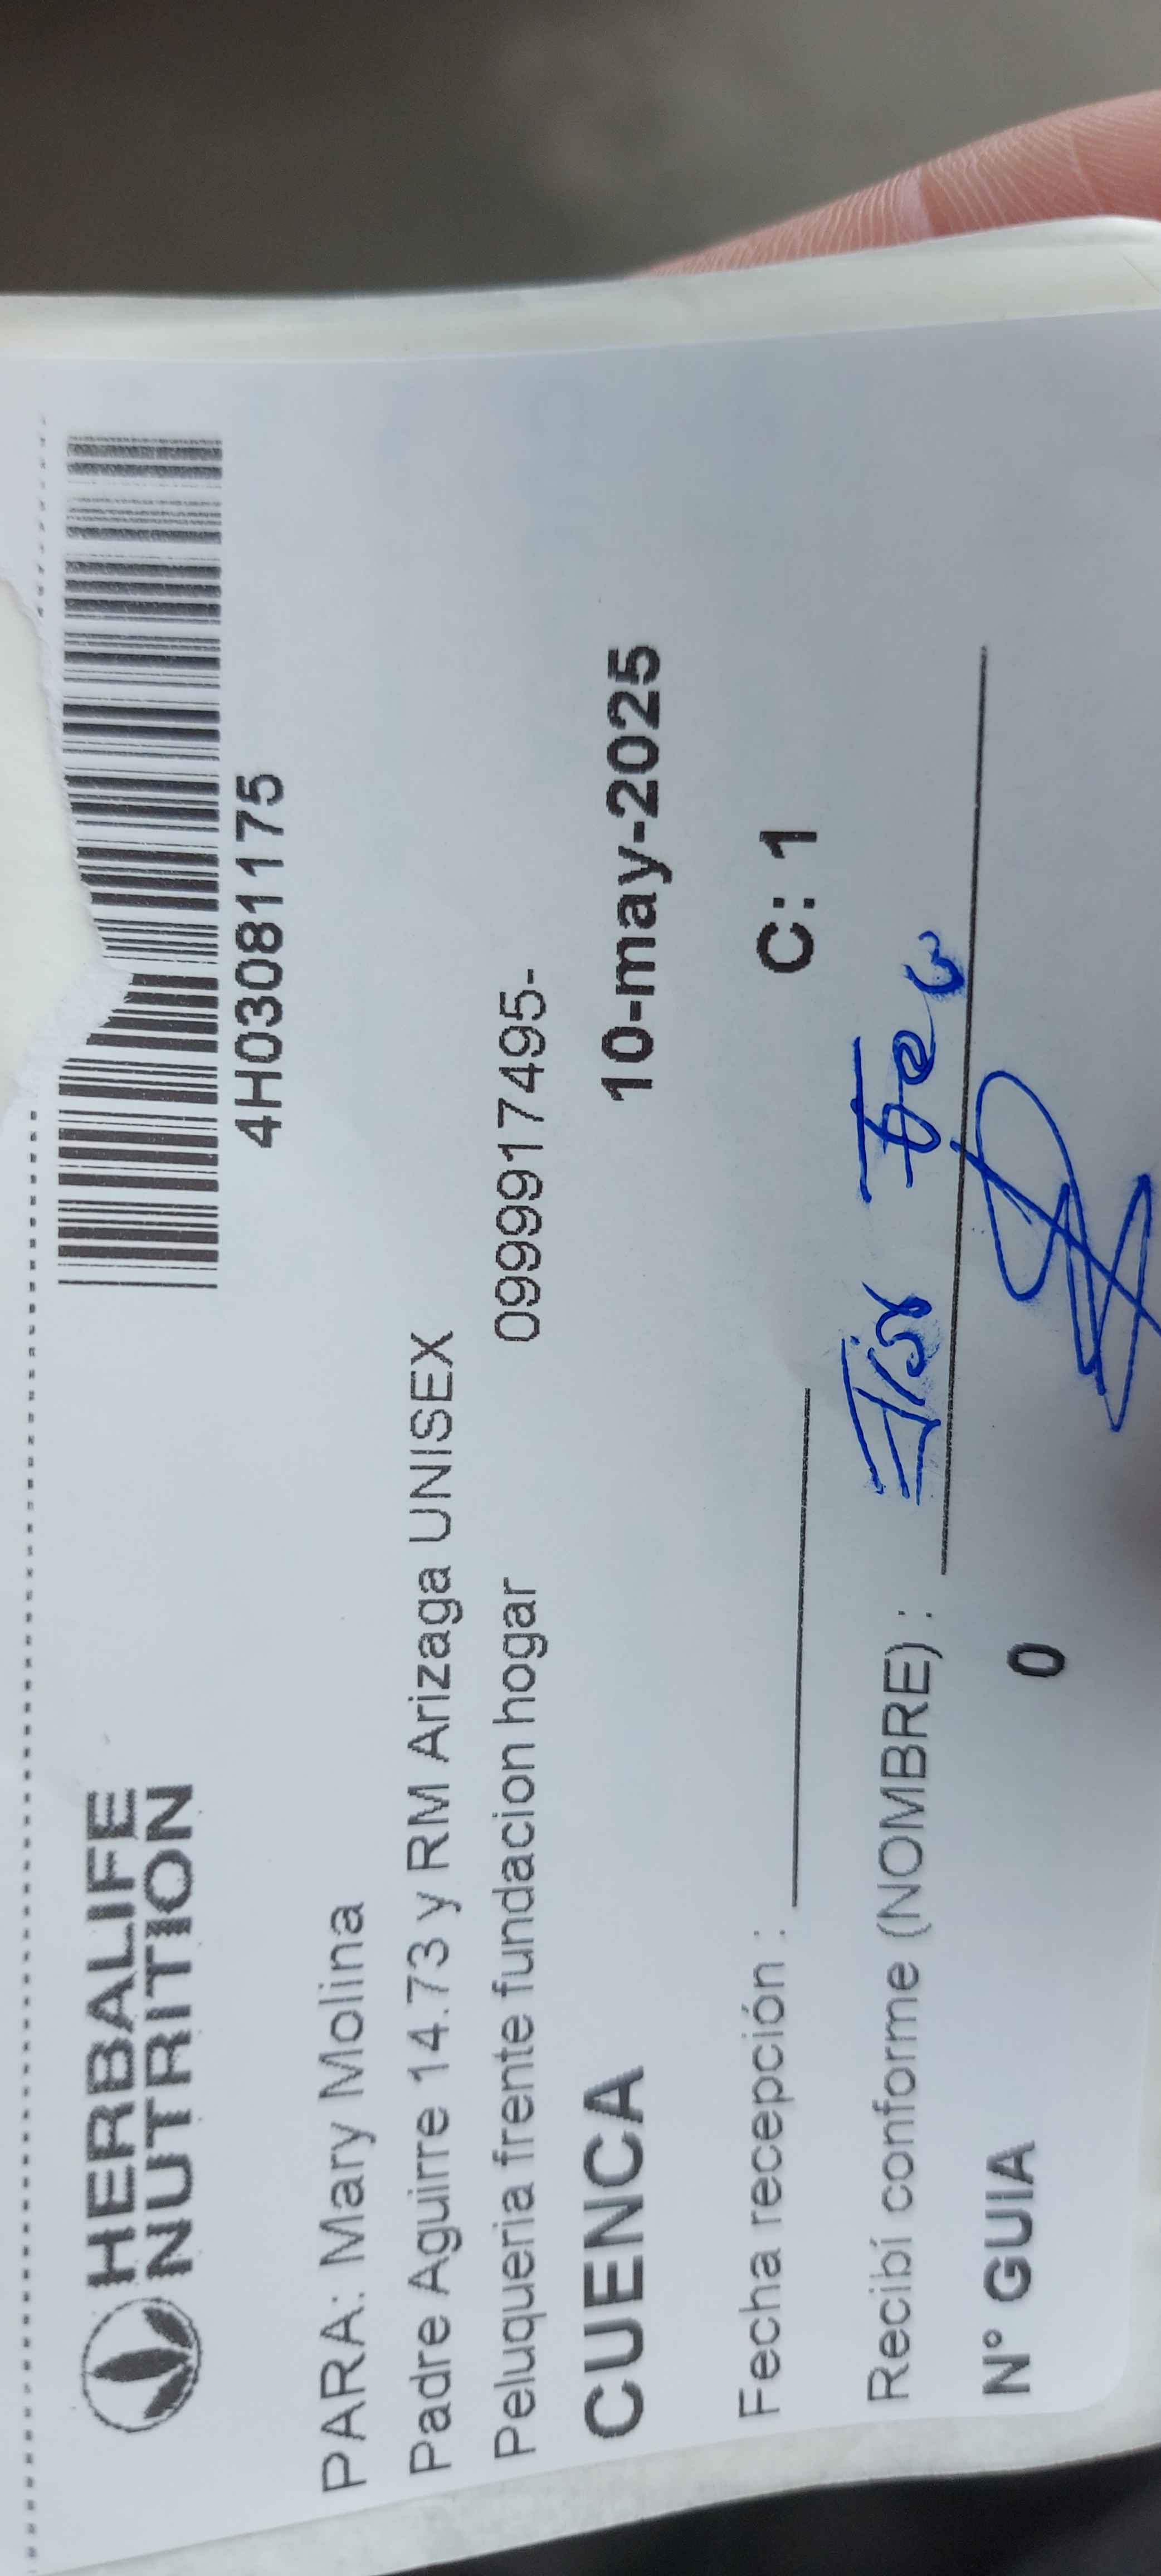 HERBALIFE
NUTRITION
4H03081175
PARA: Mary Molina
Padre Aguirre 14.73 y RM Arizaga UNISEX
Peluqueria frente fundacion hogar 0999917495-
CUENCA 10-may-2025
Fecha recepción : C: 1
Recibí conforme (NOMBRE) :
N° GUIA 0